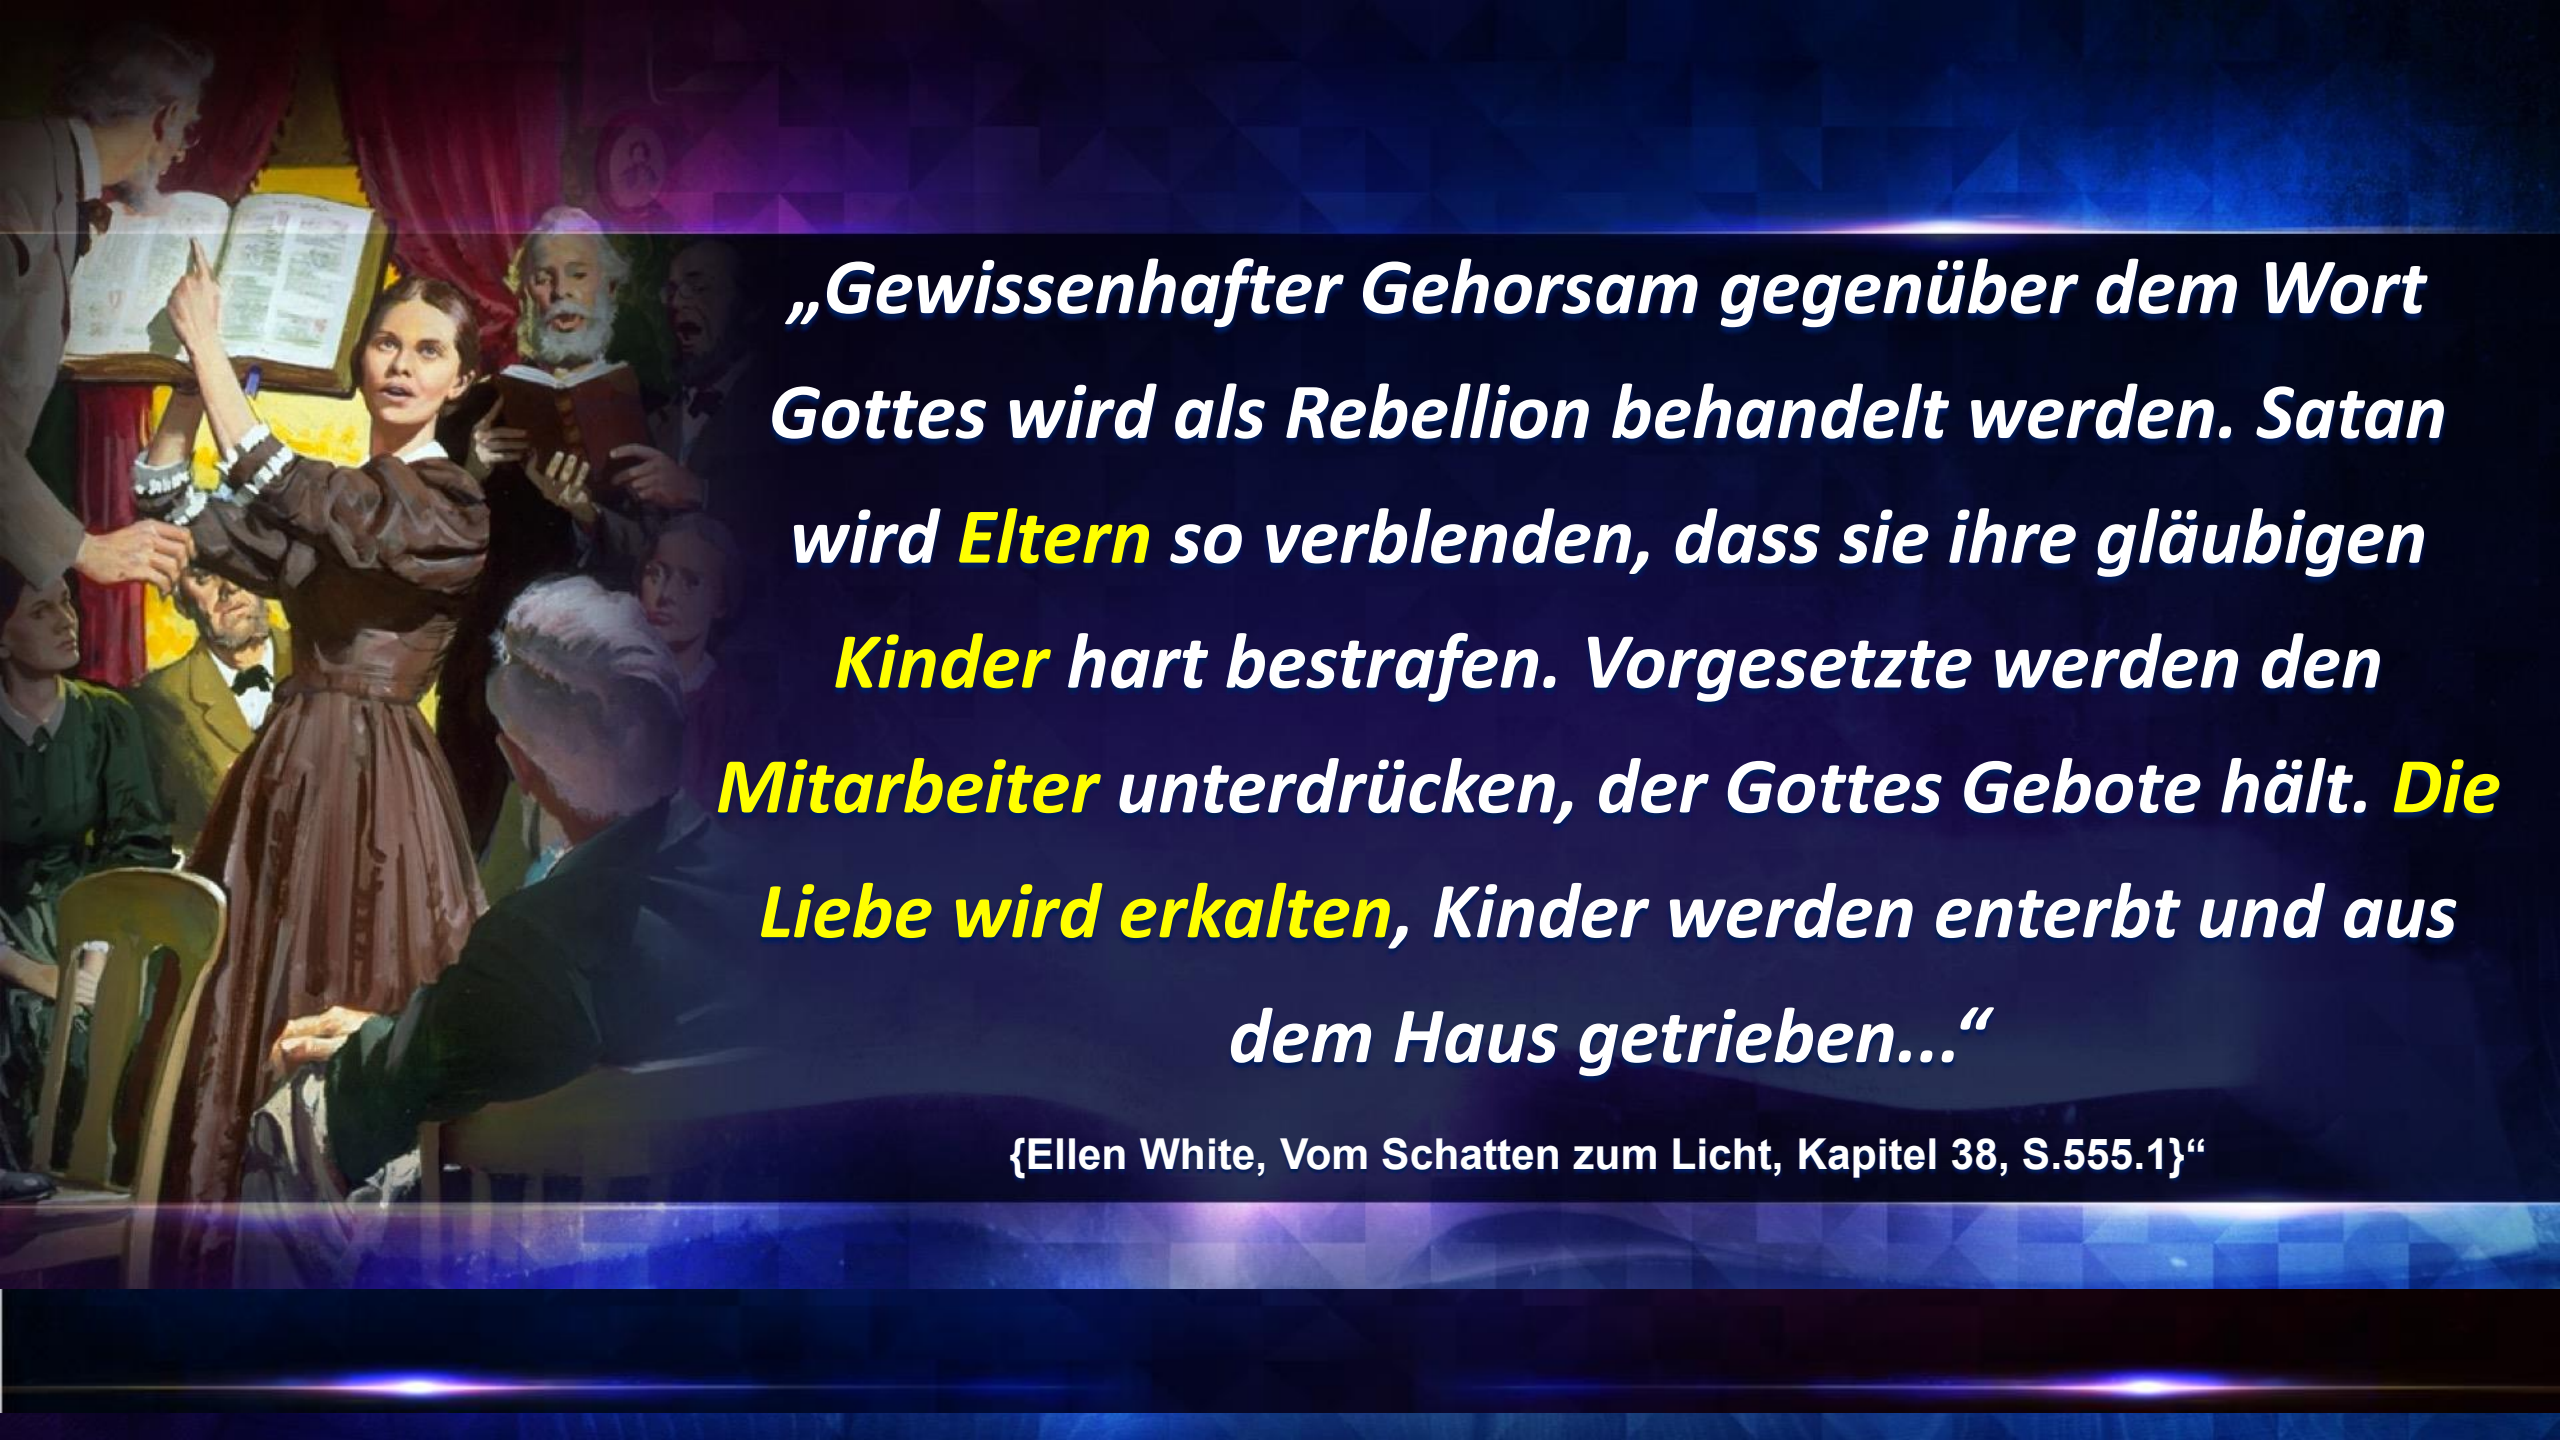 „Gewissenhafter Gehorsam gegenüber dem Wort
Gottes wird als Rebellion behandelt werden. Satan
wird Eltern so verblenden, dass sie ihre gläubigen
Kinder hart bestrafen. Vorgesetzte werden den
Mitarbeiter unterdrücken, der Gottes Gebote hält. Die
Liebe wird erkalten, Kinder werden enterbt und aus
dem Haus getrieben...“
{Ellen White, Vom Schatten zum Licht, Kapitel 38, S.555.1}“